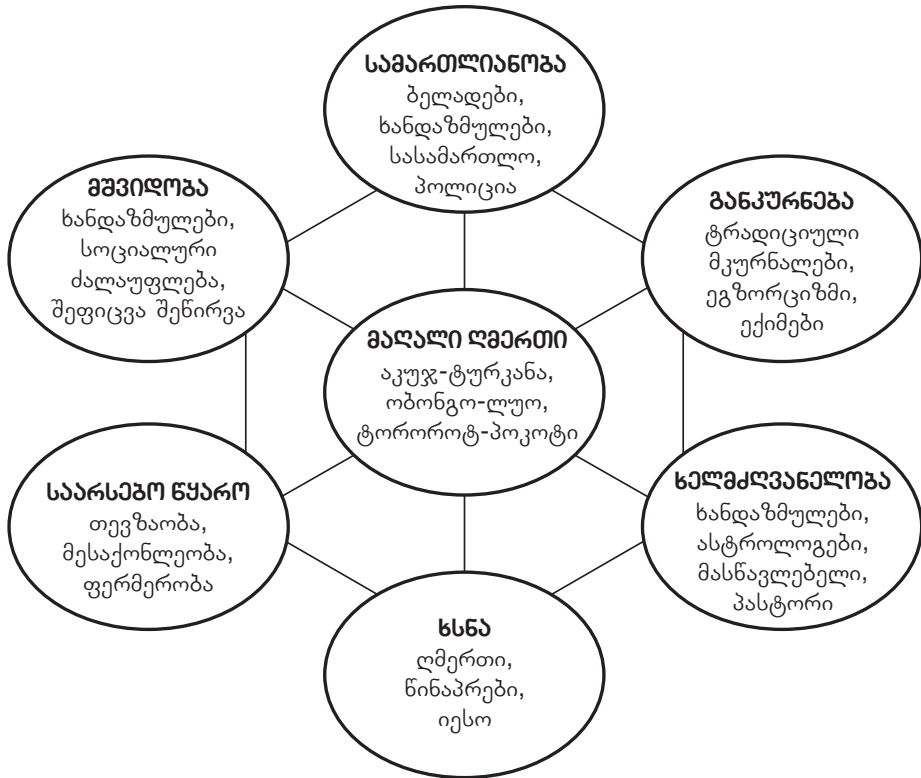 სამართლიანობა
ბელადები,
ხანდაზმულები,
სასამართლო,
პოლიცია
მშვიდობა
ხანდაზმულები,
სოციალური
ძალაუფლება,
შეფიცვა შეწირვა
განკურნება
ტრადიციული
მკურნალები,
ეგზორციზმი,
ექიმები
მაღალი ღმერთი
აკუჯ-ტურკანა,
ობონგო-ლუო,
ტოროროტ-პოკოტი
საარსებო წყარო
თევზაობა,
მესაქონლეობა,
ფერმერობა
ხელმძღვანელობა
ხანდაზმულები,
ასტროლოგები,
მასწავლებელი,
პასტორი
ხსნა
ღმერთი,
წინაპრები,
იესო